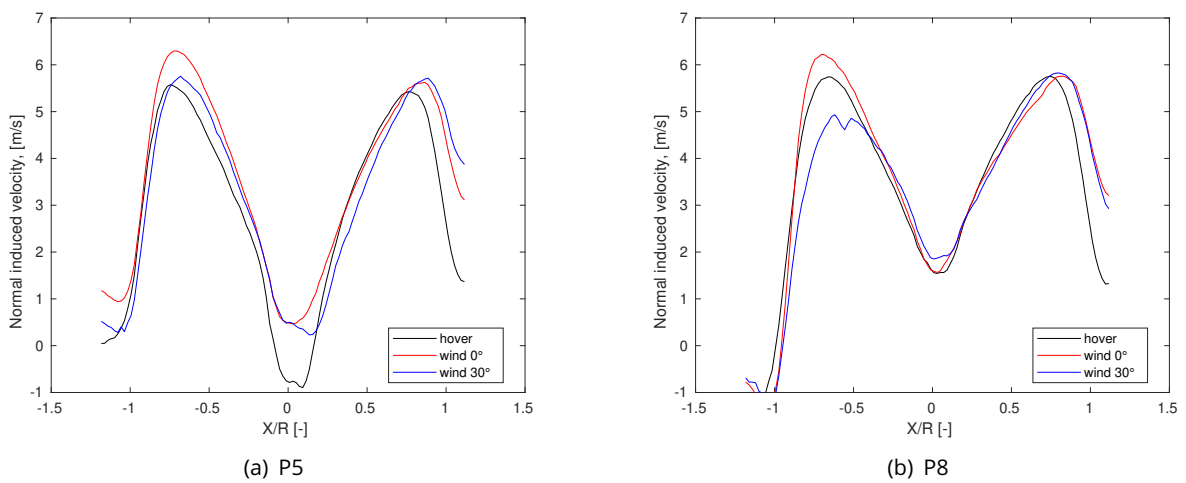 7
6
5
4
3
2
1
0
-1
Normal induced velocity, [m/s]
-1.5 -1 -0.5 0 0.5 1 1.5
X/R [-]
hover
wind 0°
wind 30°
(a) P5
7
6
5
4
3
2
1
0
-1
Normal induced velocity, [m/s]
-1.5 -1 -0.5 0 0.5 1 1.5
X/R [-]
hover
wind 0°
wind 30°
(b) P8